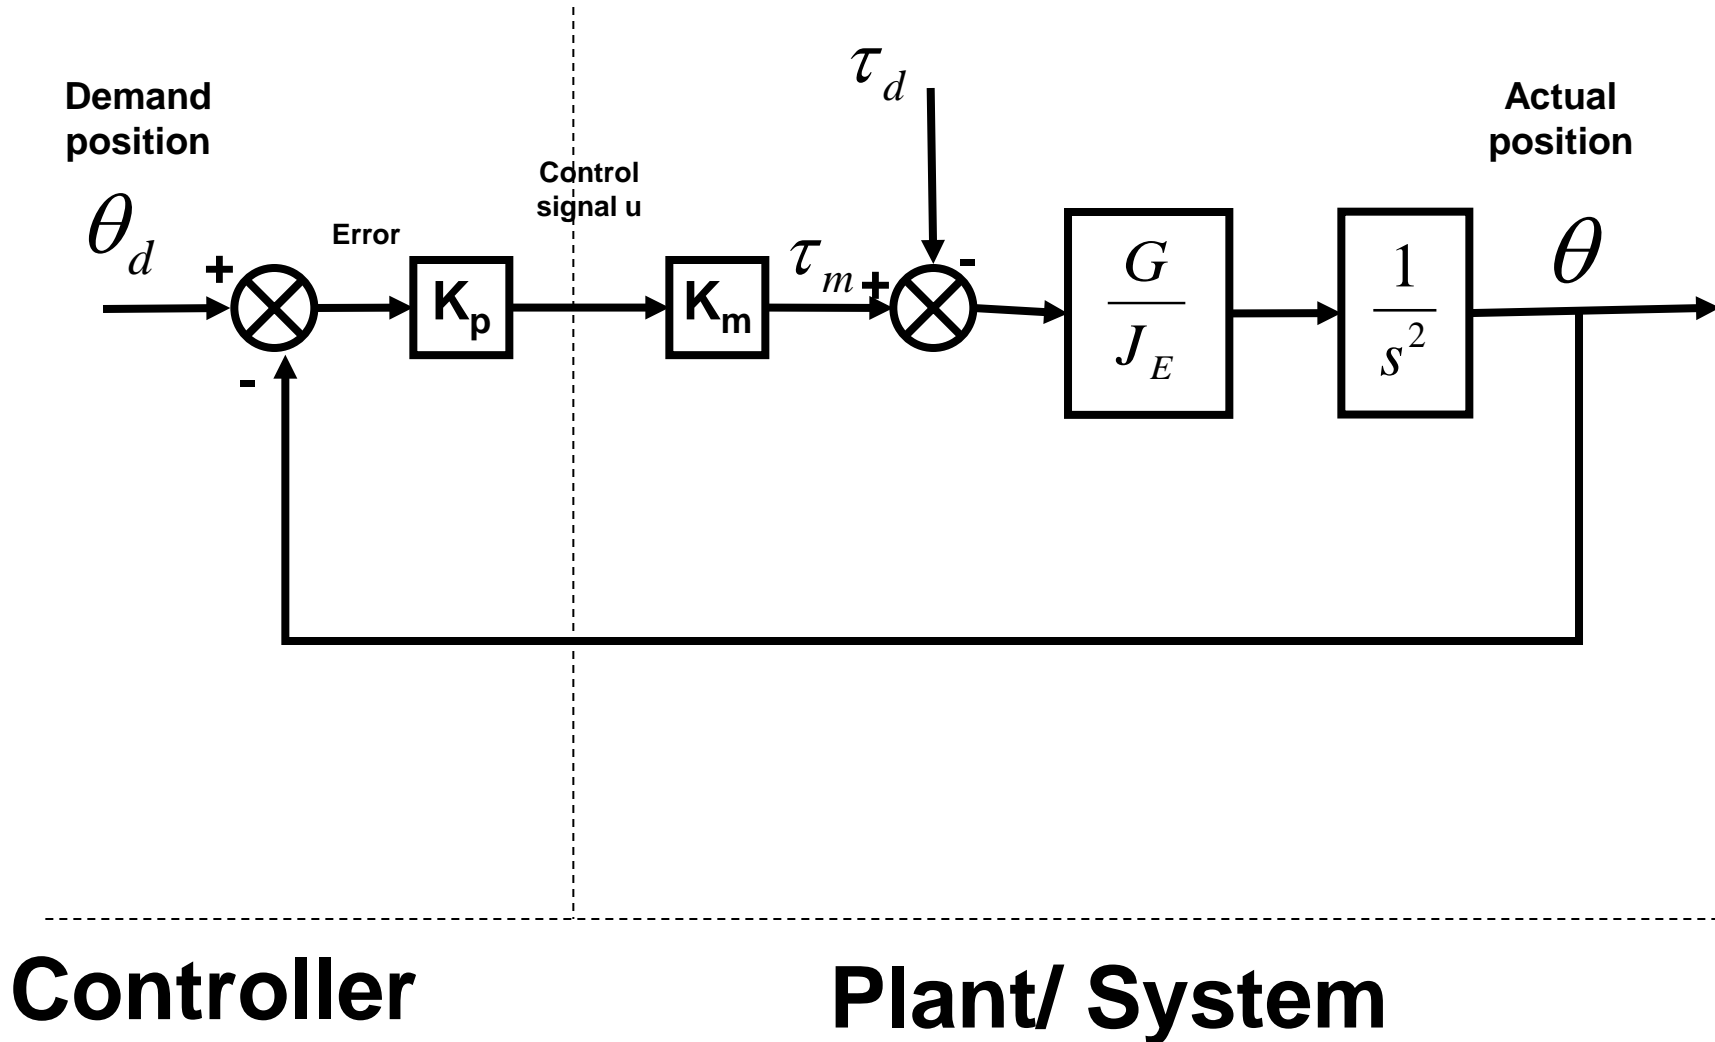 Demand
position
θ_d
+
-
Error
K_p
Control
signal u
K_m
τ_m
+
τ_d
-
G
J_E
1
s^2
Actual
position
θ
Controller
Plant/ System